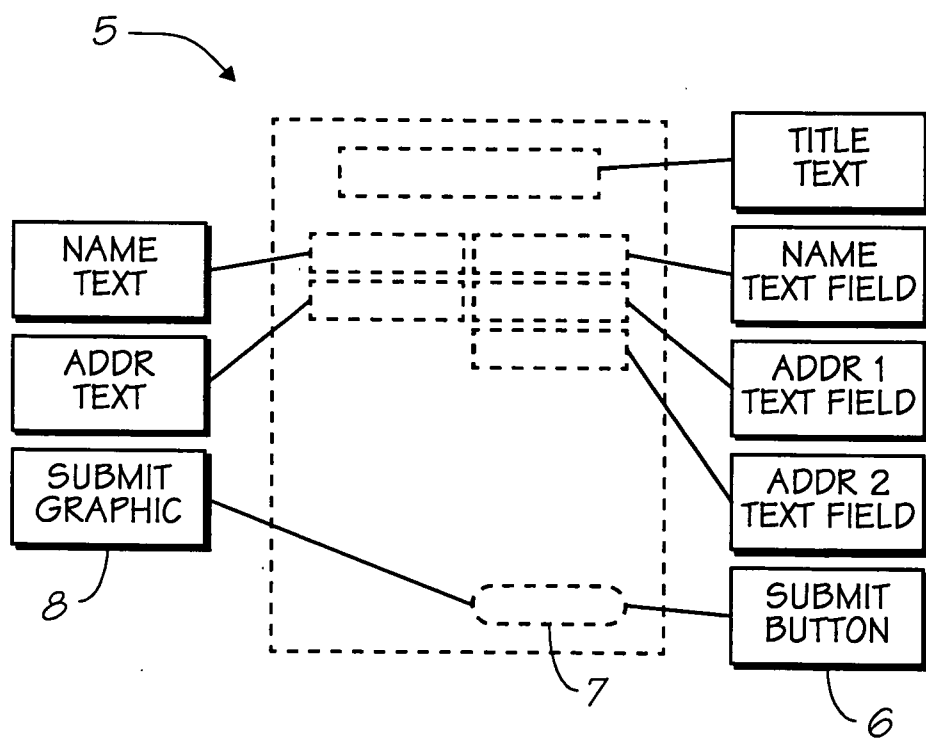 5
TITLE
TEXT
NAME
TEXT
NAME
TEXT FIELD
ADDR
TEXT
ADDR 1
TEXT FIELD
SUBMIT
GRAPHIC
ADDR 2
TEXT FIELD
8
SUBMIT
BUTTON
7
6